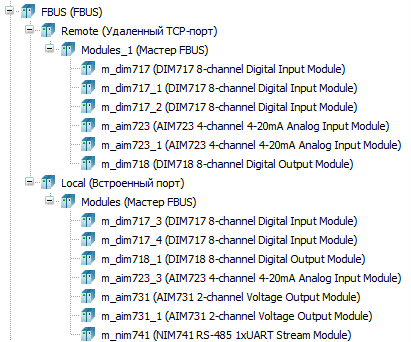 FBUS (FBUS)
Remote (Удаленный TCP-порт)
Modules_1 (Мастер FBUS)
m_dim717 (DIM717 8-channel Digital Input Module)
m_dim717_1 (DIM717 8-channel Digital Input Module)
m_dim717_2 (DIM717 8-channel Digital Input Module)
m_aim723 (AIM723 4-channel 4-20mA Analog Input Module)
m_aim723_1 (AIM723 4-channel 4-20mA Analog Input Module)
m_dim718 (DIM718 8-channel Digital Output Module)
Local (Встроенный порт)
Modules (Мастер FBUS)
m_dim717_3 (DIM717 8-channel Digital Input Module)
m_dim717_4 (DIM717 8-channel Digital Input Module)
m_dim718_1 (DIM718 8-channel Digital Output Module)
m_aim723_3 (AIM723 4-channel 4-20mA Analog Input Module)
m_aim731 (AIM731 2-channel Voltage Output Module)
m_aim731_1 (AIM731 2-channel Voltage Output Module)
m_nim741 (NIM741 RS-485 1xUART Stream Module)